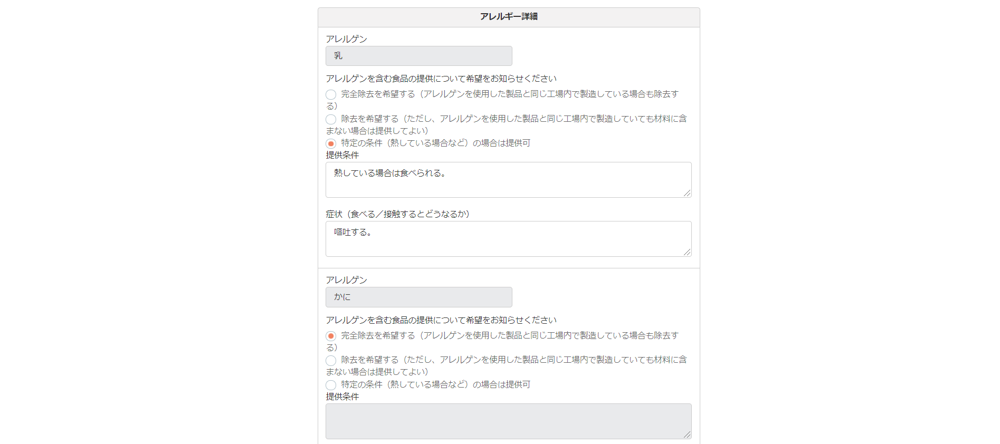 アレルギー詳細
アレルゲン
乳
アレルゲンを含む食品の提供について希望をお知らせください
完全除去を希望する（アレルゲンを使用した製品と同じ工場内で製造している場合も除去す
る）
除去を希望する（ただし、アレルゲンを使用した製品と同じ工場内で製造していても材料に含
まない場合は提供してよい）
特定の条件（熱している場合など）の場合は提供可
提供条件
熱している場合は食べられる。
症状（食べる／接触するとどうなるか）
嘔吐する。
アレルゲン
かに
アレルゲンを含む食品の提供について希望をお知らせください
完全除去を希望する（アレルゲンを使用した製品と同じ工場内で製造している場合も除去す
る）
除去を希望する（ただし、アレルゲンを使用した製品と同じ工場内で製造していても材料に含
まない場合は提供してよい）
特定の条件（熱している場合など）の場合は提供可
提供条件